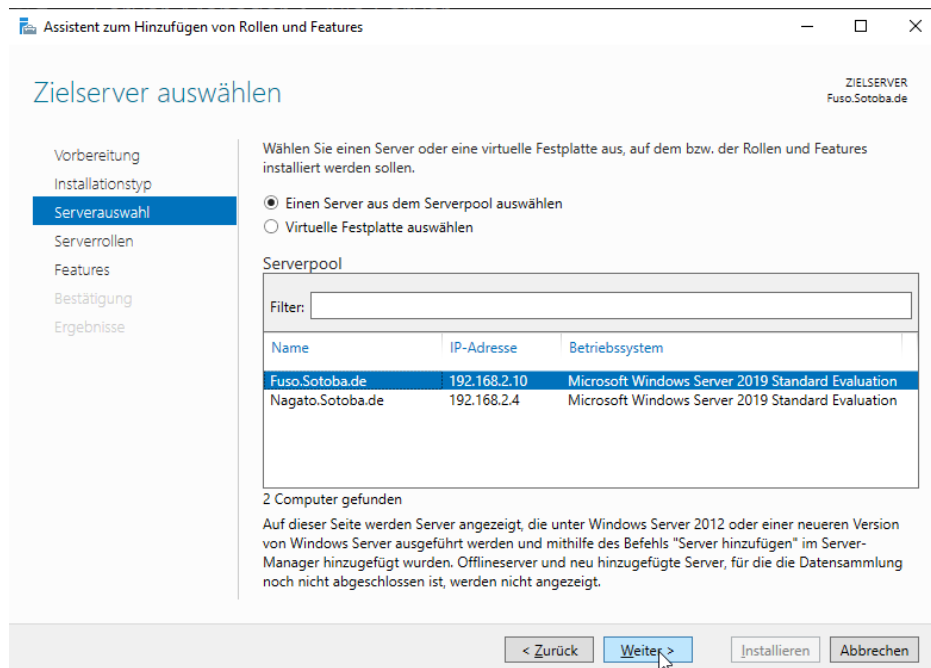 Assistent zum Hinzufügen von Rollen und Features
Zielserver auswählen
ZIELSERVER
Fuso.Sotoba.de
Vorbereitung
Installationstyp
Serverauswahl
Serverrollen
Features
Bestätigung
Ergebnisse
Wählen Sie einen Server oder eine virtuelle Festplatte aus, auf dem bzw. der Rollen und Features
installiert werden sollen.
Einen Server aus dem Serverpool auswählen
Virtuelle Festplatte auswählen
Serverpool
Filter:
Name IP-Adresse Betriebssystem
Fuso.Sotoba.de 192.168.2.10 Microsoft Windows Server 2019 Standard Evaluation
Nagato.Sotoba.de 192.168.2.4 Microsoft Windows Server 2019 Standard Evaluation
2 Computer gefunden
Auf dieser Seite werden Server angezeigt, die unter Windows Server 2012 oder einer neueren Version
von Windows Server ausgeführt werden und mithilfe des Befehls "Server hinzufügen" im Server-
Manager hinzugefügt wurden. Offlineserver und neu hinzugefügte Server, für die die Datensammlung
noch nicht abgeschlossen ist, werden nicht angezeigt.
< Zurück Weiter > Installieren Abbrechen